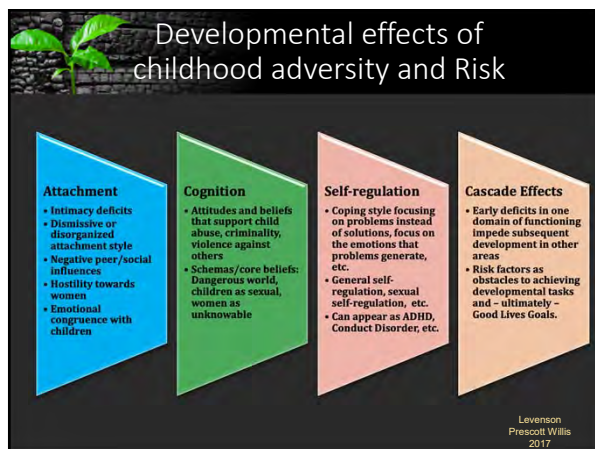 Developmental effects of
childhood adversity and Risk
Attachment
• Intimacy deficits
• Dismissive or
disorganized
attachment style
• Negative peer/social
influences
• Hostility towards
women
• Emotional
congruence with
children
Cognition
• Attitudes and beliefs
that support child
abuse, criminality,
violence against
others
• Schemas/core beliefs:
Dangerous world,
children as sexual,
women as
unknowable
Self-regulation
• Coping style focusing
on problems instead
of solutions, focus on
the emotions that
problems generate,
etc.
• General self-
regulation, sexual
self-regulation, etc.
• Can appear as ADHD,
Conduct Disorder, etc.
Cascade Effects
• Early deficits in one
domain of functioning
impede subsequent
development in other
areas
• Risk factors as
obstacles to achieving
developmental tasks
and – ultimately –
Good Lives Goals.
Levenson
Prescott Willis
2017